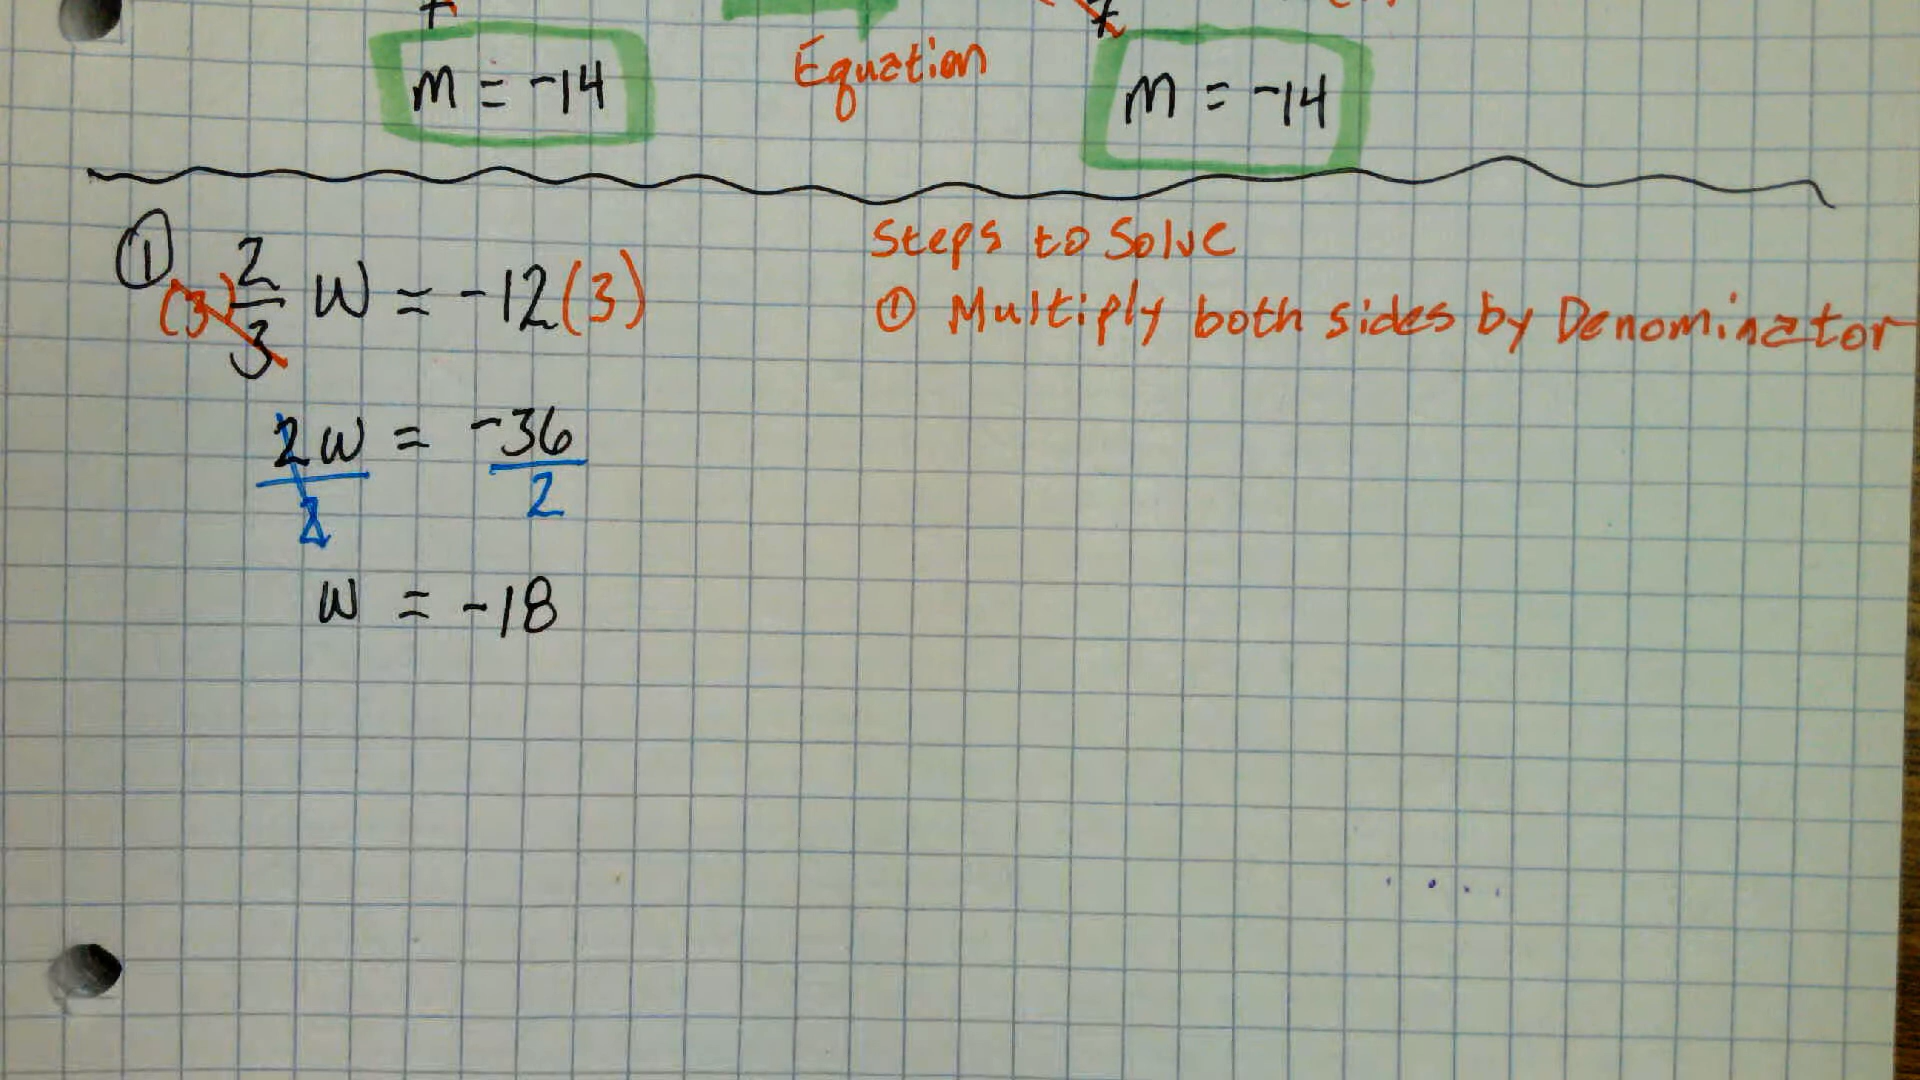 m = -14
Equation
m = -14
① (3) 2/3 W = -12(3)
2w/2 = -36/2
w = -18
Steps to Solve
① Multiply both sides by Denominator